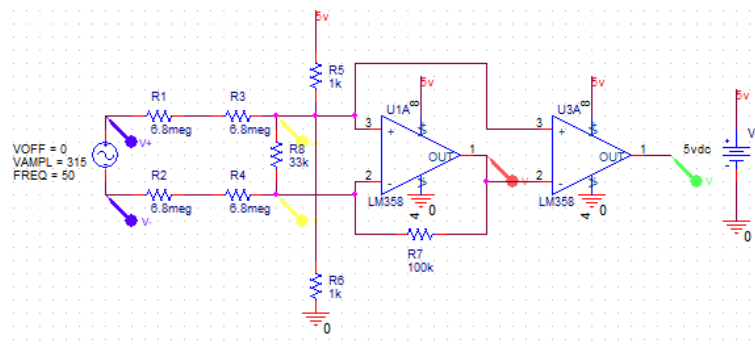 5v
R5
1k
R1
6.8meg
R3
6.8meg
V+
VOFF = 0
VAMPL = 315
FREQ = 50
R8
33k
R2
6.8meg
R4
6.8meg
V-
R6
1k
0
5v
8
U1A
3
+
2
-
OUT
1
LM358
4
0
V
R7
100k
5v
8
U3A
3
+
2
-
OUT
1
LM358
4
0
5vdc
V
5v
V
+
-
0